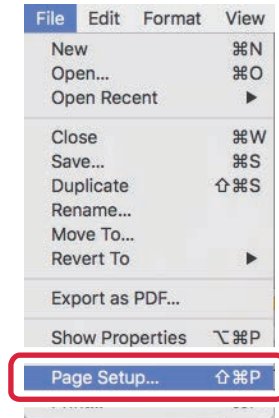 File Edit Format View
New ⌘N
Open... ⌘O
Open Recent ▶
Close ⌘W
Save... ⌘S
Duplicate ⇧⌘S
Rename...
Move To...
Revert To ▶
Export as PDF...
Show Properties ⌥⌘P
Page Setup... ⇧⌘P